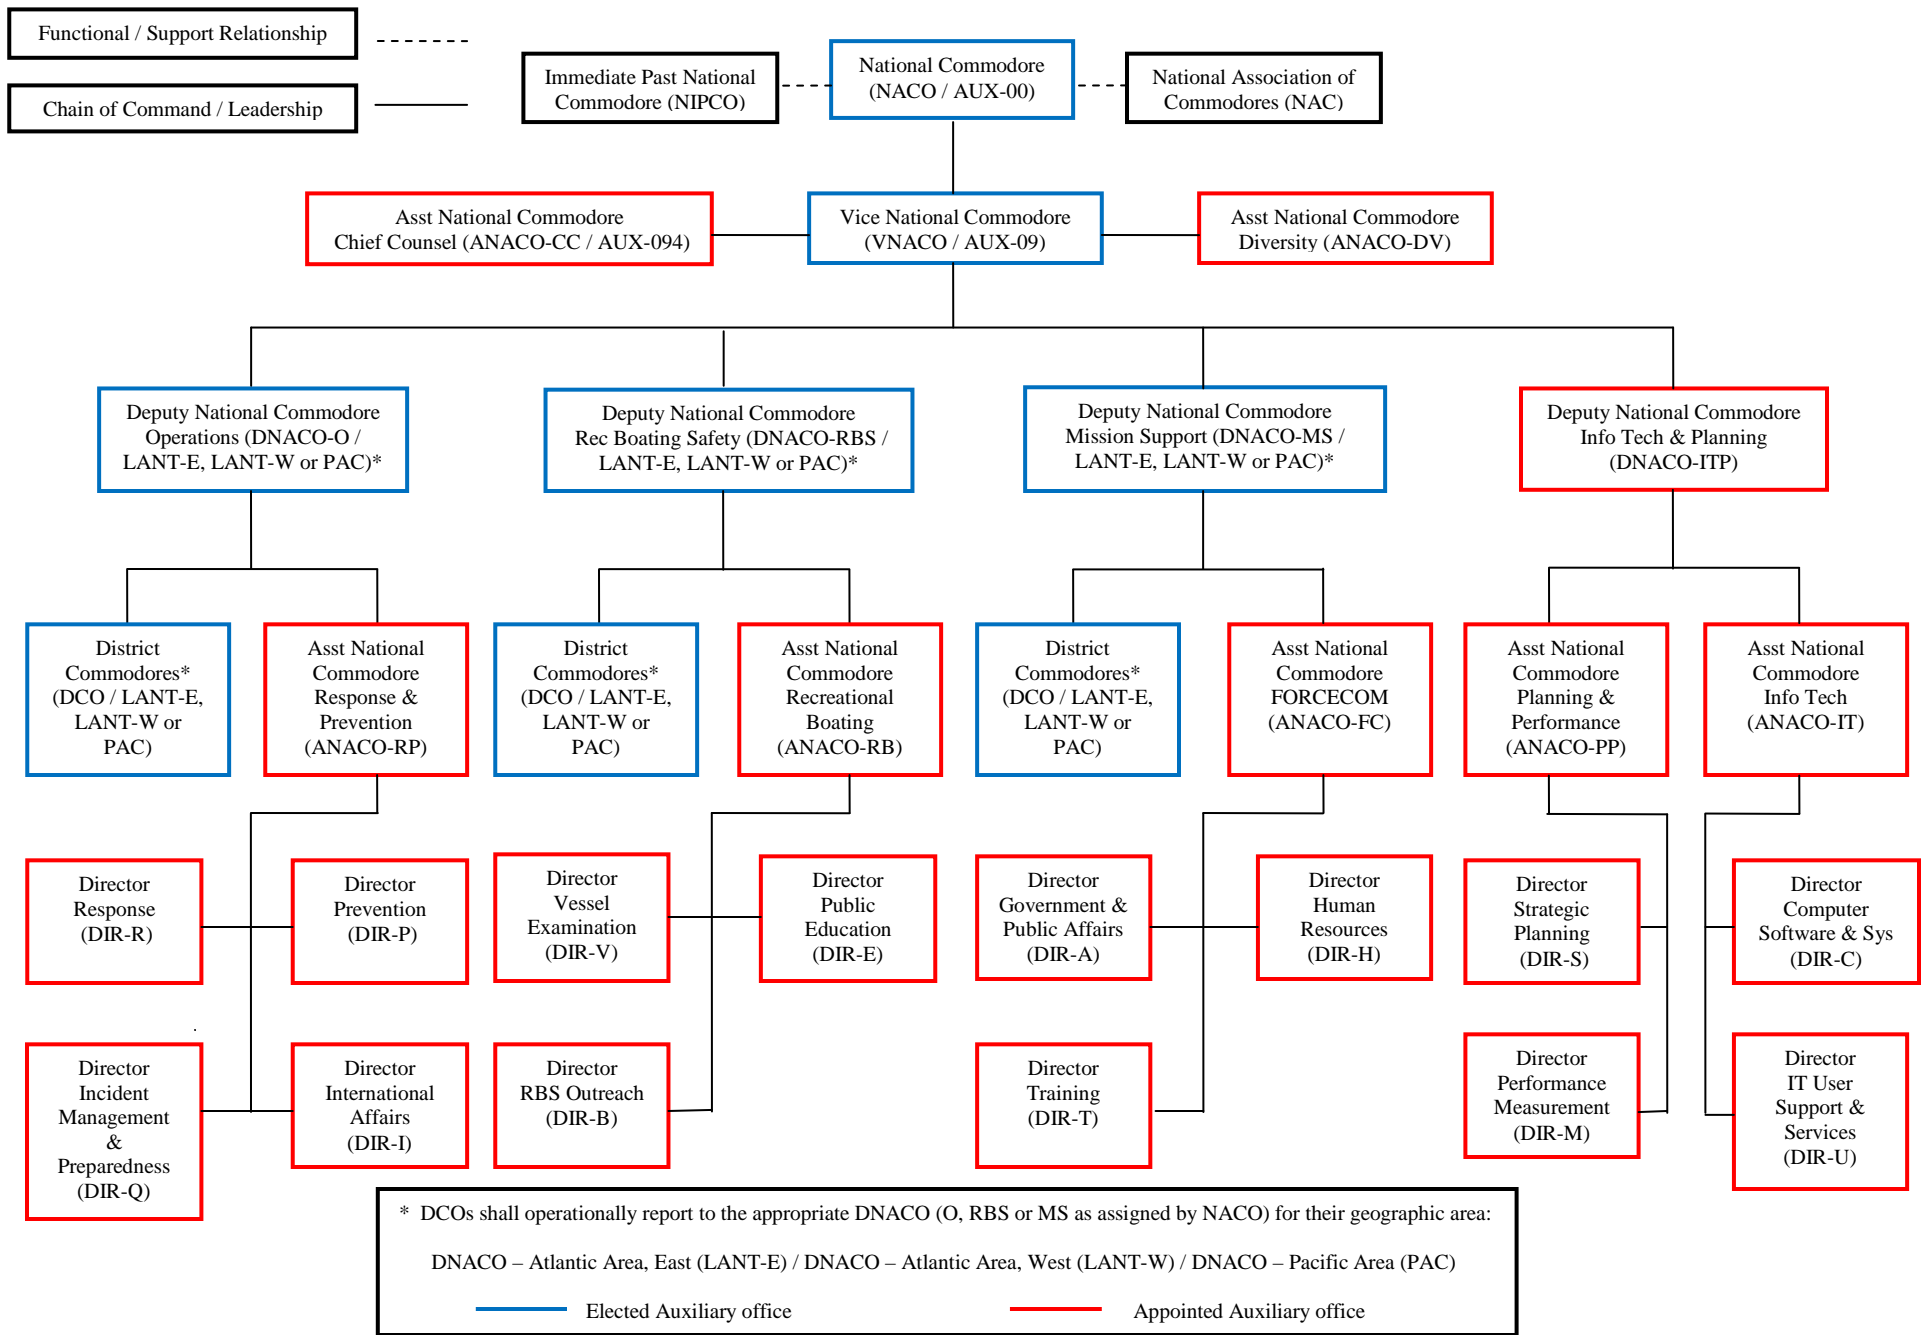 Functional / Support Relationship
Chain of Command / Leadership
Immediate Past National
Commodore (NIPCO)
National Commodore
(NACO / AUX-00)
National Association of
Commodores (NAC)
Asst National Commodore
Chief Counsel (ANACO-CC / AUX-094)
Vice National Commodore
(VNACO / AUX-09)
Asst National Commodore
Diversity (ANACO-DV)
Deputy National Commodore
Operations (DNACO-O /
LANT-E, LANT-W or PAC)*
Deputy National Commodore
Rec Boating Safety (DNACO-RBS /
LANT-E, LANT-W or PAC)*
Deputy National Commodore
Mission Support (DNACO-MS /
LANT-E, LANT-W or PAC)*
Deputy National Commodore
Info Tech & Planning
(DNACO-ITP)
District
Commodores*
(DCO / LANT-E,
LANT-W or
PAC)
Asst National
Commodore
Response &
Prevention
(ANACO-RP)
District
Commodores*
(DCO / LANT-E,
LANT-W or
PAC)
Asst National
Commodore
Recreational
Boating
(ANACO-RB)
District
Commodores*
(DCO / LANT-E,
LANT-W or
PAC)
Asst National
Commodore
FORCECOM
(ANACO-FC)
Asst National
Commodore
Planning &
Performance
(ANACO-PP)
Asst National
Commodore
Info Tech
(ANACO-IT)
Director
Response
(DIR-R)
Director
Prevention
(DIR-P)
Director
Vessel
Examination
(DIR-V)
Director
Public
Education
(DIR-E)
Director
Government &
Public Affairs
(DIR-A)
Director
Human
Resources
(DIR-H)
Director
Strategic
Planning
(DIR-S)
Director
Computer
Software & Sys
(DIR-C)
Director
Incident
Management
&
Preparedness
(DIR-Q)
Director
International
Affairs
(DIR-I)
Director
RBS Outreach
(DIR-B)
Director
Training
(DIR-T)
Director
Performance
Measurement
(DIR-M)
Director
IT User
Support &
Services
(DIR-U)
* DCOs shall operationally report to the appropriate DNACO (O, RBS or MS as assigned by NACO) for their geographic area:
DNACO – Atlantic Area, East (LANT-E) / DNACO – Atlantic Area, West (LANT-W) / DNACO – Pacific Area (PAC)
Elected Auxiliary office
Appointed Auxiliary office